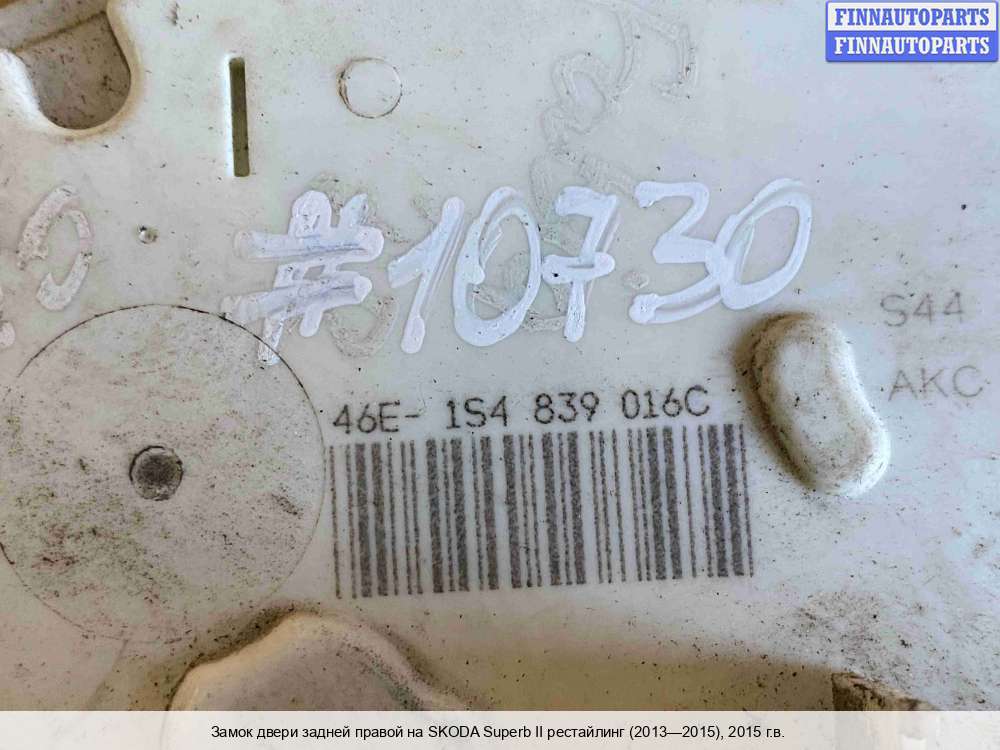 FINNAUTOPARTS
FINNAUTOPARTS
#10730
S44
AKC
46E- 1S4 839 016C
Замок двери задней правой на SKODA Superb II рестайлинг (2013—2015), 2015 г.в.